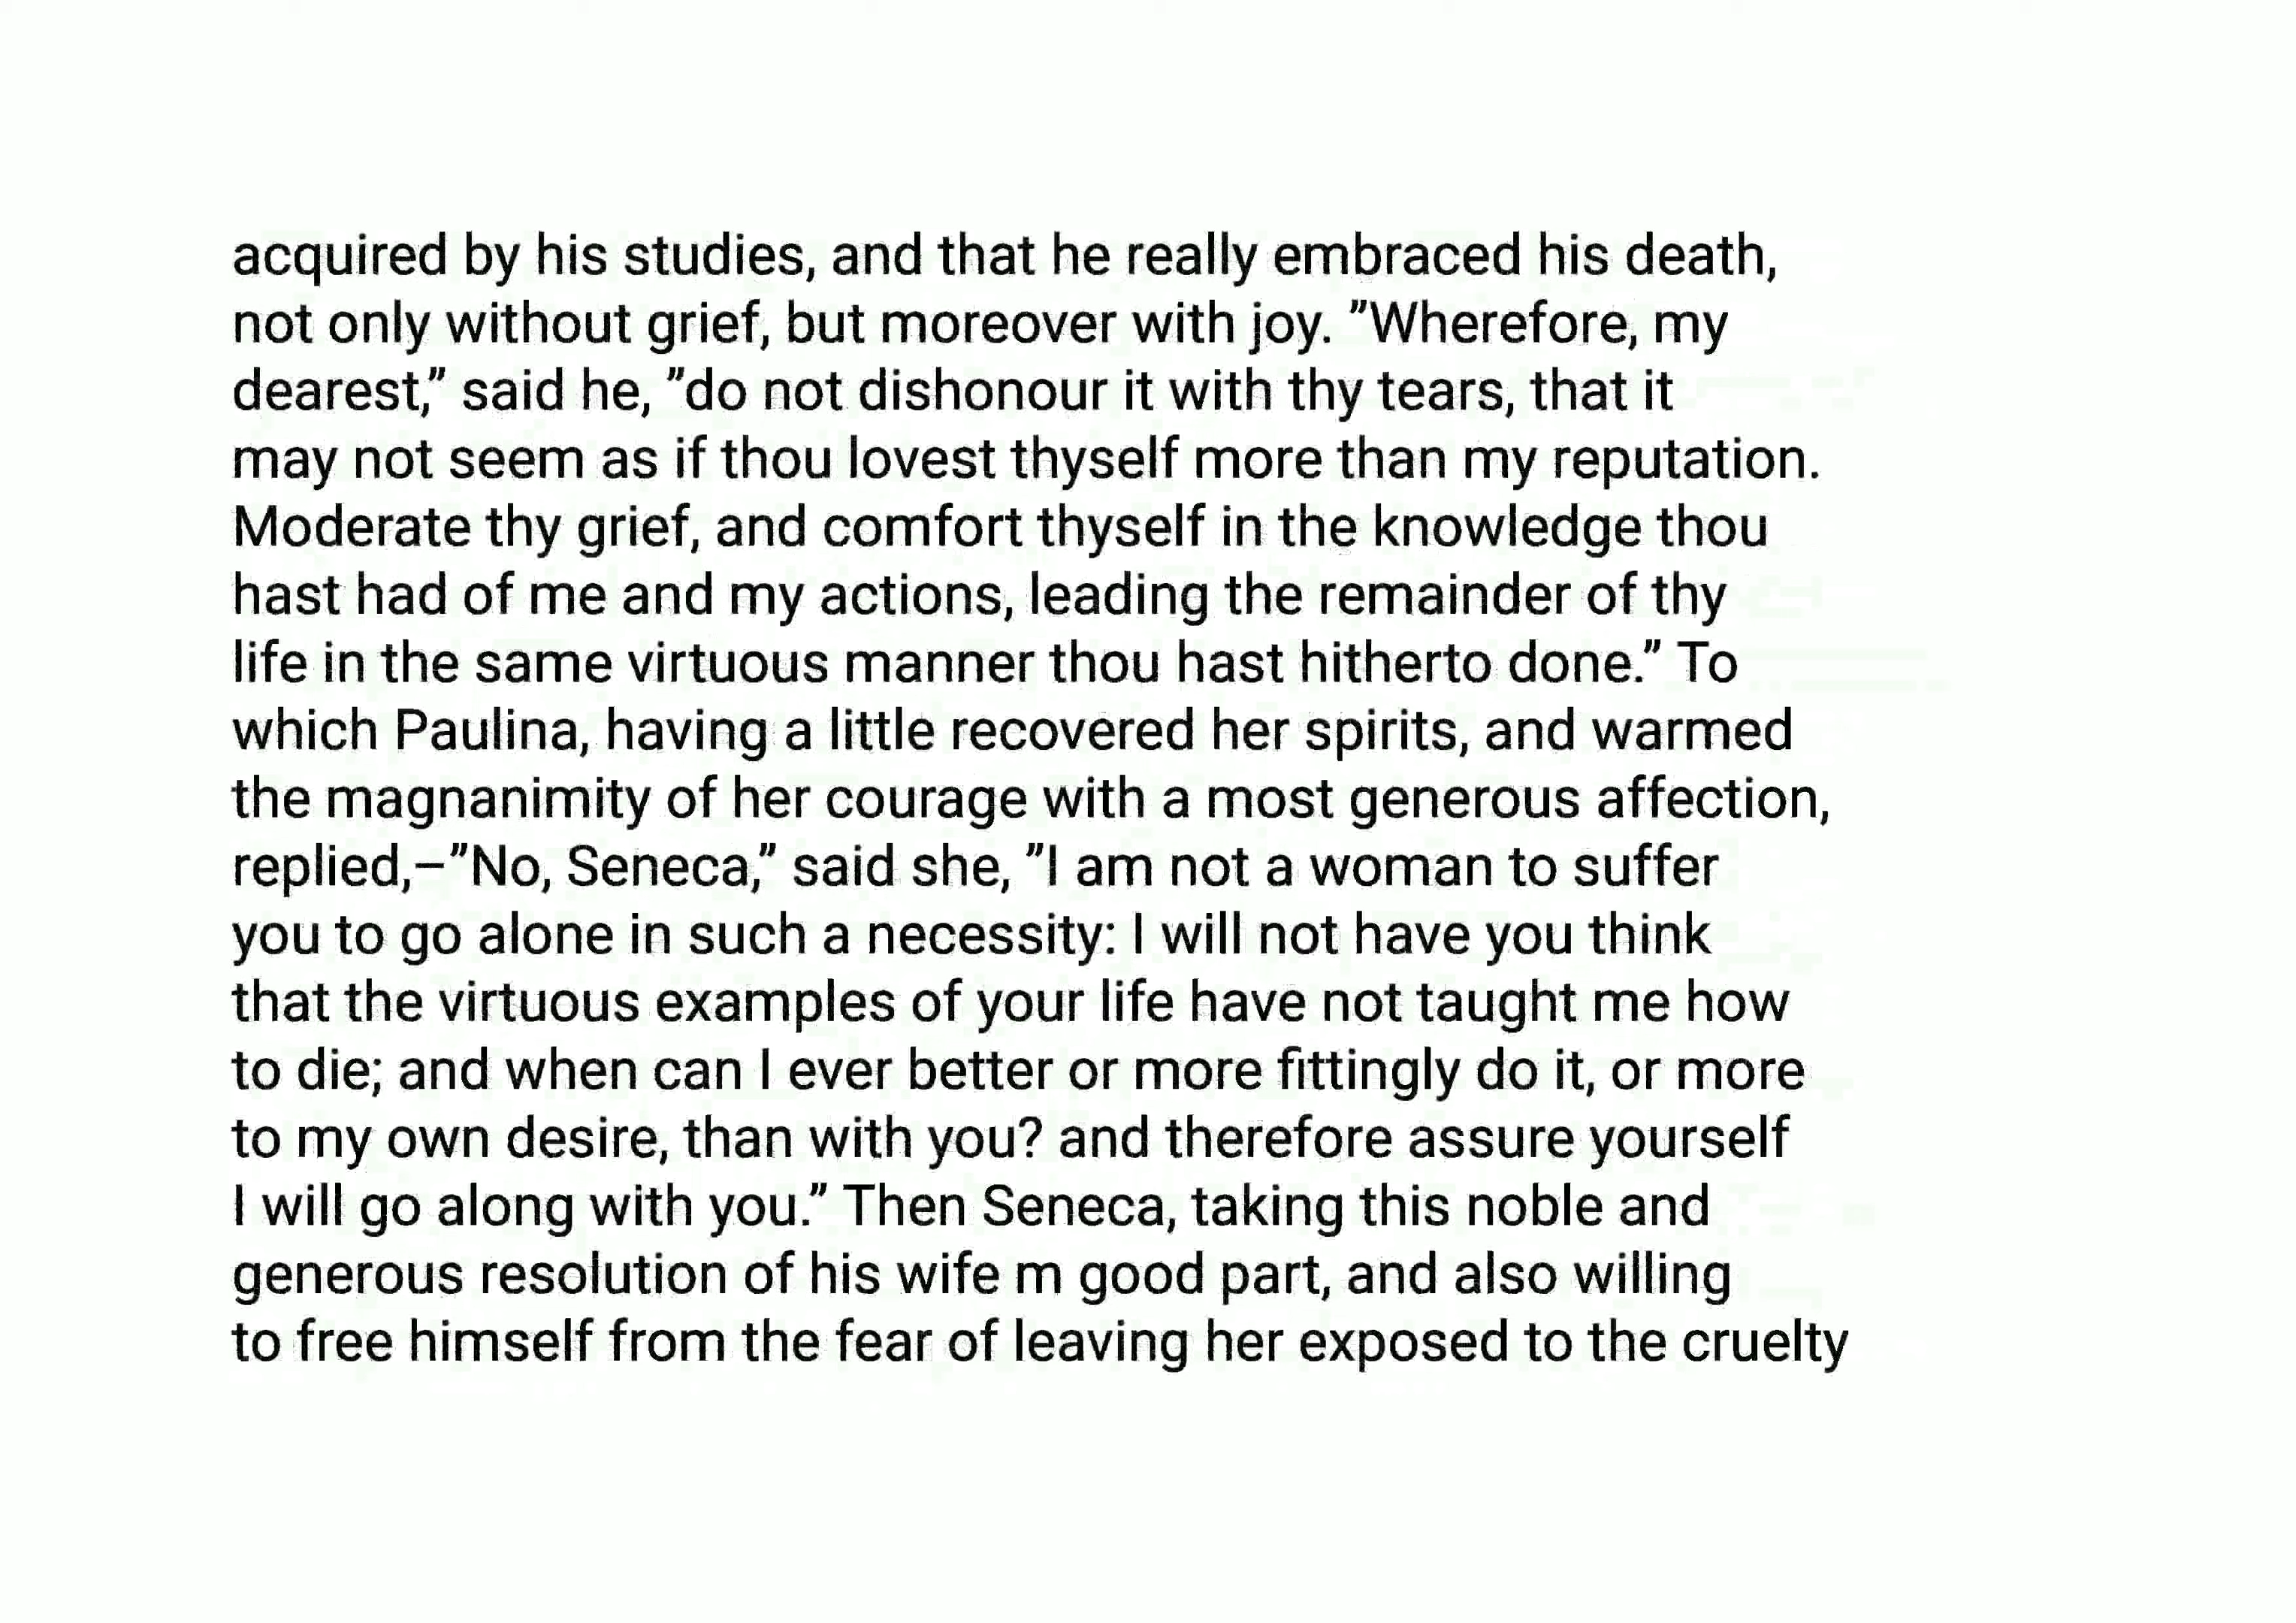 acquired by his studies, and that he really embraced his death,
not only without grief, but moreover with joy. "Wherefore, my
dearest," said he, "do not dishonour it with thy tears, that it
may not seem as if thou lovest thyself more than my reputation.
Moderate thy grief, and comfort thyself in the knowledge thou
hast had of me and my actions, leading the remainder of thy
life in the same virtuous manner thou hast hitherto done." To
which Paulina, having a little recovered her spirits, and warmed
the magnanimity of her courage with a most generous affection,
replied,–"No, Seneca," said she, "I am not a woman to suffer
you to go alone in such a necessity: I will not have you think
that the virtuous examples of your life have not taught me how
to die; and when can I ever better or more fittingly do it, or more
to my own desire, than with you? and therefore assure yourself
I will go along with you." Then Seneca, taking this noble and
generous resolution of his wife m good part, and also willing
to free himself from the fear of leaving her exposed to the cruelty